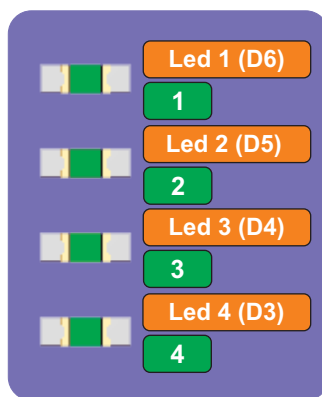 Led 1 (D6)
1
Led 2 (D5)
2
Led 3 (D4)
3
Led 4 (D3)
4